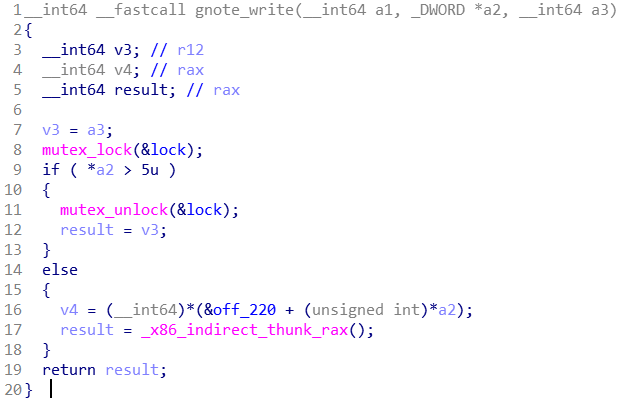 1 __int64 __fastcall gnote_write(__int64 a1, _DWORD *a2, __int64 a3)
2 {
3   __int64 v3; // r12
4   __int64 v4; // rax
5   __int64 result; // rax
6
7   v3 = a3;
8   mutex_lock(&lock);
9   if ( *a2 > 5u )
10   {
11     mutex_unlock(&lock);
12     result = v3;
13   }
14   else
15   {
16     v4 = (__int64)*(&off_220 + (unsigned int)*a2);
17     result = _x86_indirect_thunk_rax();
18   }
19   return result;
20 }